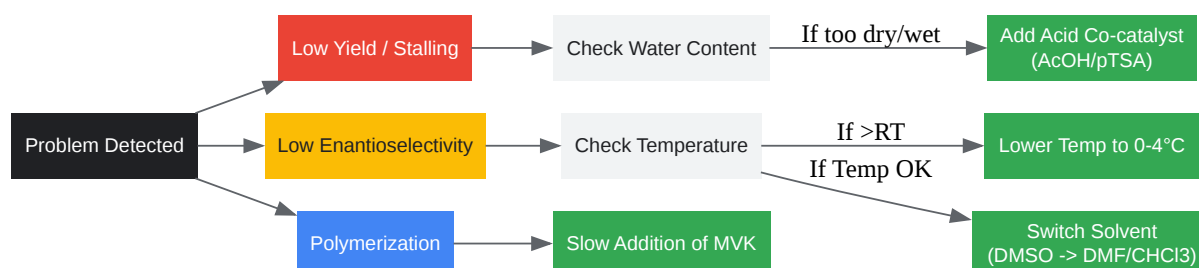 Low Yield / Stalling
Check Water Content
If too dry/wet
Add Acid Co-catalyst
(AcOH/pTSA)
Problem Detected
Low Enantioselectivity
Check Temperature
If >RT
Lower Temp to 0-4°C
If Temp OK
Polymerization
Slow Addition of MVK
Switch Solvent
(DMSO -> DMF/CHCl3)